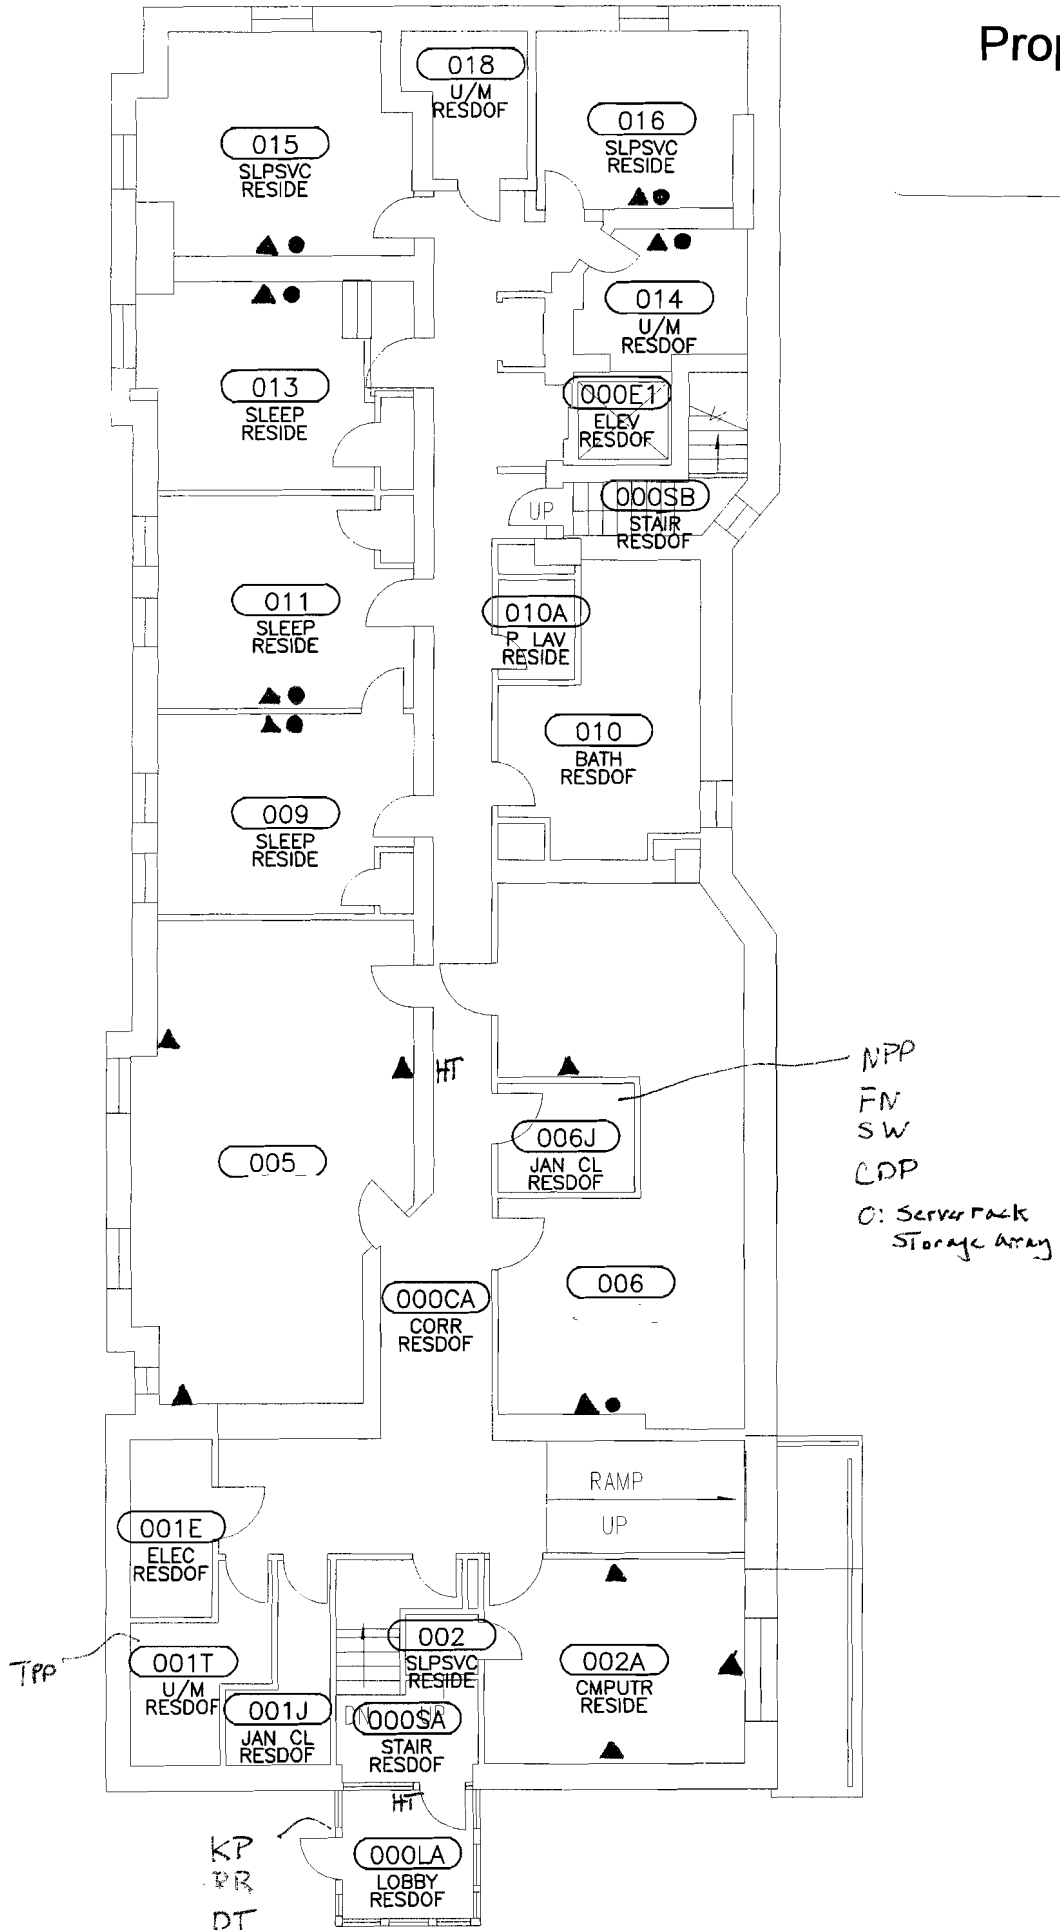 Prop
018
U/M
RESDOF
015
SLPSVC
RESIDE
016
SLPSVC
RESIDE
014
U/M
RESDOF
013
SLEEP
RESIDE
000E1
ELEV
RESDOF
000SB
STAIR
RESDOF
UP
011
SLEEP
RESIDE
010A
P LAV
RESIDE
010
BATH
RESDOF
009
SLEEP
RESIDE
HT
NPP
FN
SW
CDP
O: Server rack
Storage array
006J
JAN CL
RESDOF
005
006
000CA
CORR
RESDOF
RAMP
UP
001E
ELEC
RESDOF
TPP
001T
U/M
RESDOF
001J
JAN CL
RESDOF
002
SLPSVC
RESIDE
002A
CMPUTR
RESIDE
DN
UP
000SA
STAIR
RESDOF
HT
KP
DT
000LA
LOBBY
RESDOF